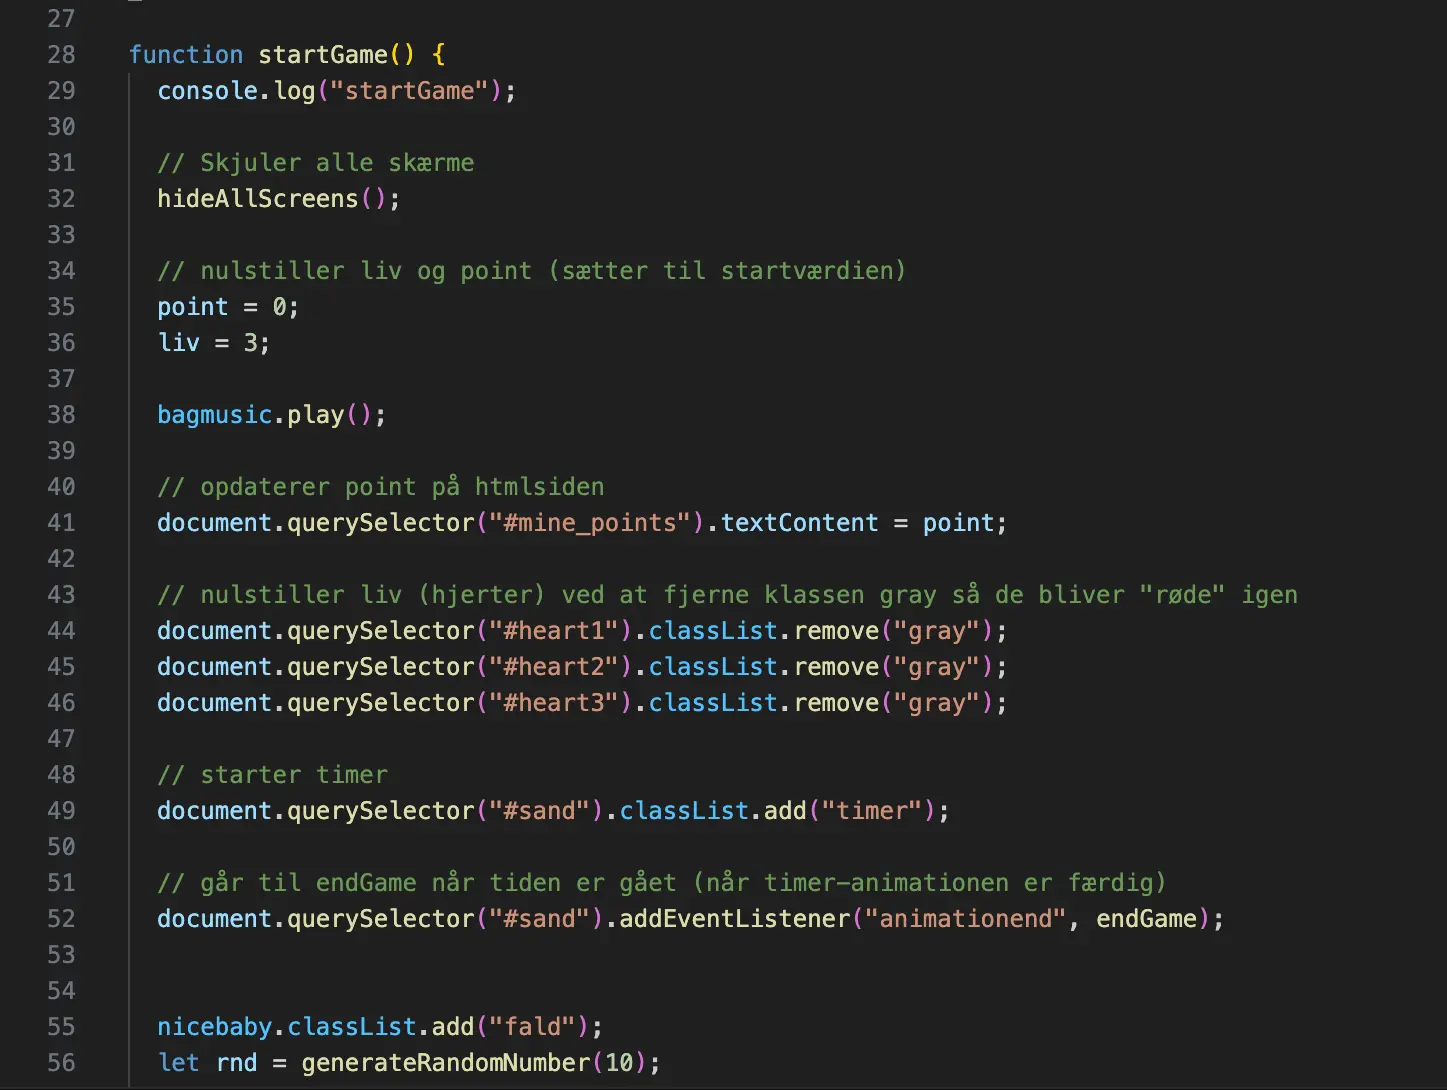 27
28 function startGame() {
29 console.log("startGame");
30
31 // Skjuler alle skærme
32 hideAllScreens();
33
34 // nulstiller liv og point (sætter til startværdien)
35 point = 0;
36 liv = 3;
37
38 bagmusic.play();
39
40 // opdaterer point på htmlsiden
41 document.querySelector("#mine_points").textContent = point;
42
43 // nulstiller liv (hjerter) ved at fjerne klassen gray så de bliver "røde" igen
44 document.querySelector("#heart1").classList.remove("gray");
45 document.querySelector("#heart2").classList.remove("gray");
46 document.querySelector("#heart3").classList.remove("gray");
47
48 // starter timer
49 document.querySelector("#sand").classList.add("timer");
50
51 // går til endGame når tiden er gået (når timer-animationen er færdig)
52 document.querySelector("#sand").addEventListener("animationend", endGame);
53
54
55 nicebaby.classList.add("fald");
56 let rnd = generateRandomNumber(10);